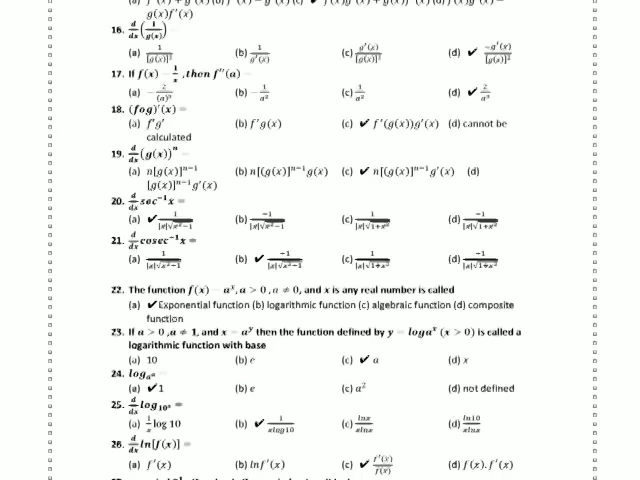 g(x)f'(x)
16. d/dx (1/g(x)) =
(a) 1/[g(x)]² (b) 1/g'(x) (c) g'(x)/[g(x)]² (d) ✔ −g'(x)/[g(x)]²
17. If f(x) = 1/x , then f''(a) =
(a) − 2/(a)³ (b) − 1/a² (c) 1/a² (d) ✔ 2/a³
18. (fog)'(x) =
(a) f'g' (b) f'g(x) (c) ✔ f'(g(x))g'(x) (d) cannot be
calculated
19. d/dx (g(x))ⁿ =
(a) n[g(x)]ⁿ⁻¹ (b) n[(g(x)]ⁿ⁻¹g(x) (c) ✔ n[(g(x)]ⁿ⁻¹g'(x) (d)
[g(x)]ⁿ⁻¹g'(x)
20. d/dx sec⁻¹x =
(a) ✔ 1/|x|√x²−1 (b) −1/|x|√x²−1 (c) 1/|x|√1+x² (d) −1/|x|√1+x²
21. d/dx cosec⁻¹x =
(a) 1/|x|√x²−1 (b) ✔ −1/|x|√x²−1 (c) 1/|x|√1+x² (d) −1/|x|√1+x²
22. The function f(x) = aˣ, a > 0 , a ≠ 0, and x is any real number is called
(a) ✔ Exponential function (b) logarithmic function (c) algebraic function (d) composite
function
23. If a > 0 , a ≠ 1, and x = aʸ then the function defined by y = logaˣ (x > 0) is called a
logarithmic function with base
(a) 10 (b) e (c) ✔ a (d) x
24. logₐa =
(a) ✔ 1 (b) e (c) a² (d) not defined
25. d/dx log₁₀ˣ =
(a) 1/x log 10 (b) ✔ 1/xlog10 (c) lnx/xlnx (d) ln10/xlnx
26. d/dx ln[f(x)] =
(a) f'(x) (b) lnf'(x) (c) ✔ f'(x)/f(x) (d) f(x).f'(x)